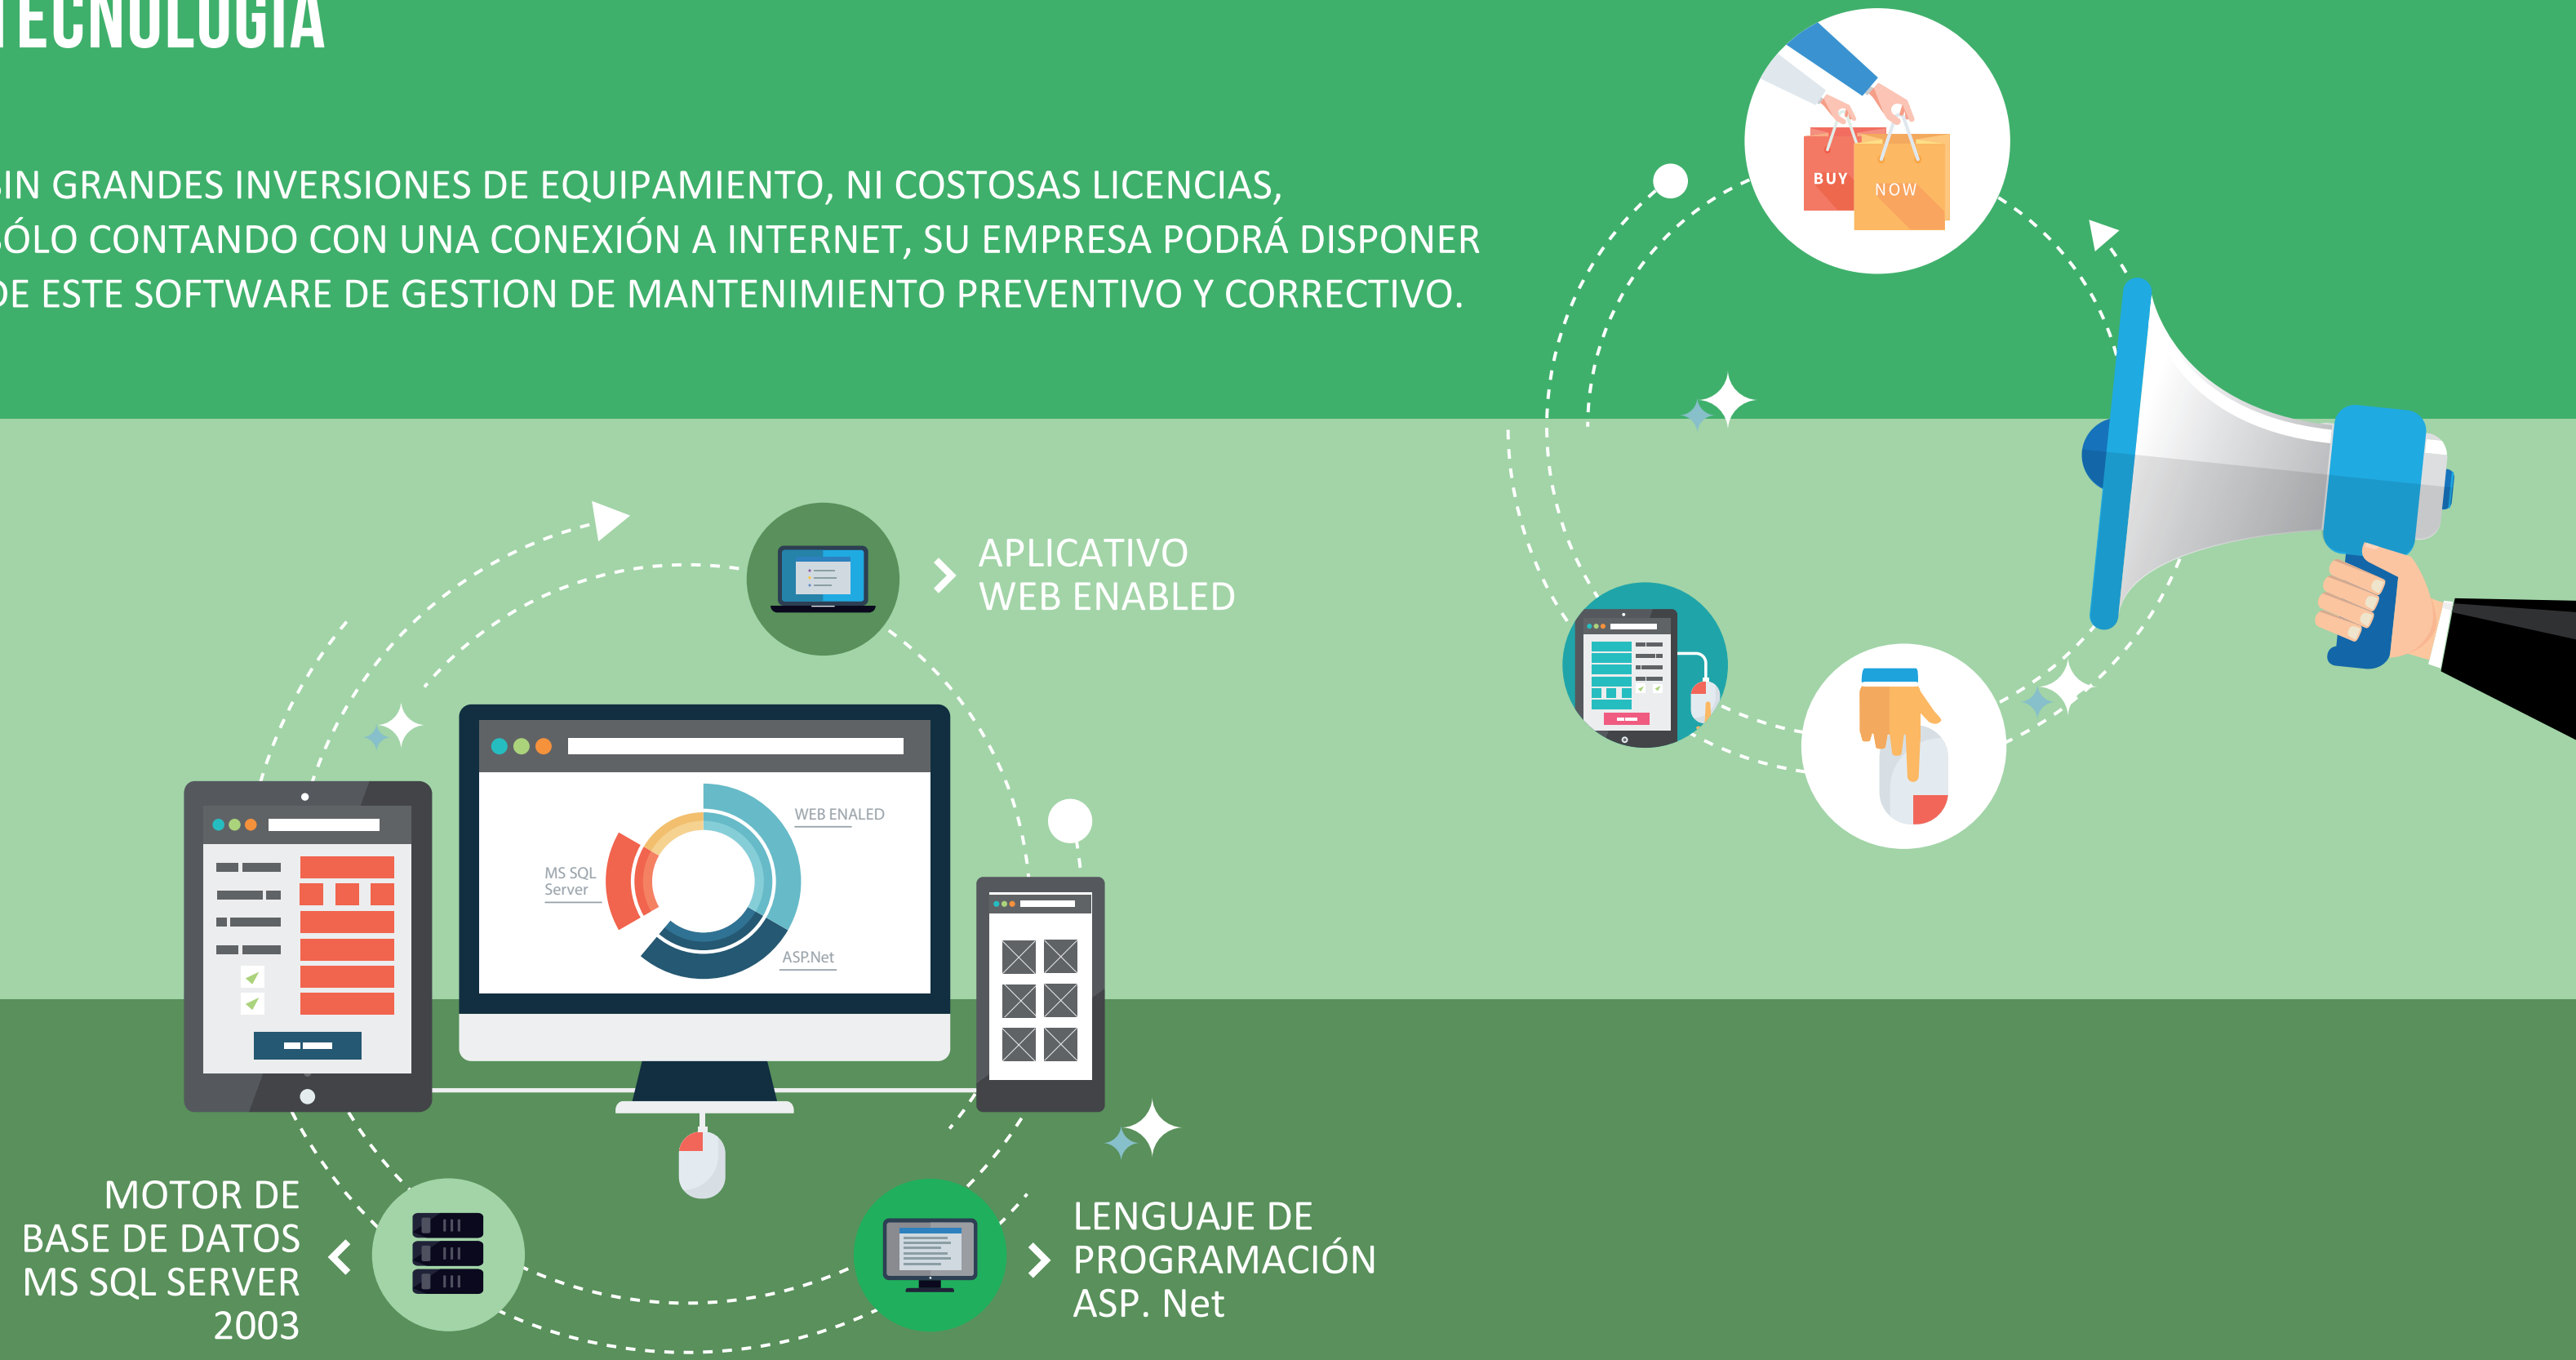 TECNOLOGÍA
SIN GRANDES INVERSIONES DE EQUIPAMIENTO, NI COSTOSAS LICENCIAS,
SÓLO CONTANDO CON UNA CONEXIÓN A INTERNET, SU EMPRESA PODRÁ DISPONER
DE ESTE SOFTWARE DE GESTION DE MANTENIMIENTO PREVENTIVO Y CORRECTIVO.
BUY
NOW
APLICATIVO
WEB ENABLED
WEB ENALED
MS SQL
Server
ASP.Net
MOTOR DE
BASE DE DATOS
MS SQL SERVER
2003
LENGUAJE DE
PROGRAMACIÓN
ASP. Net